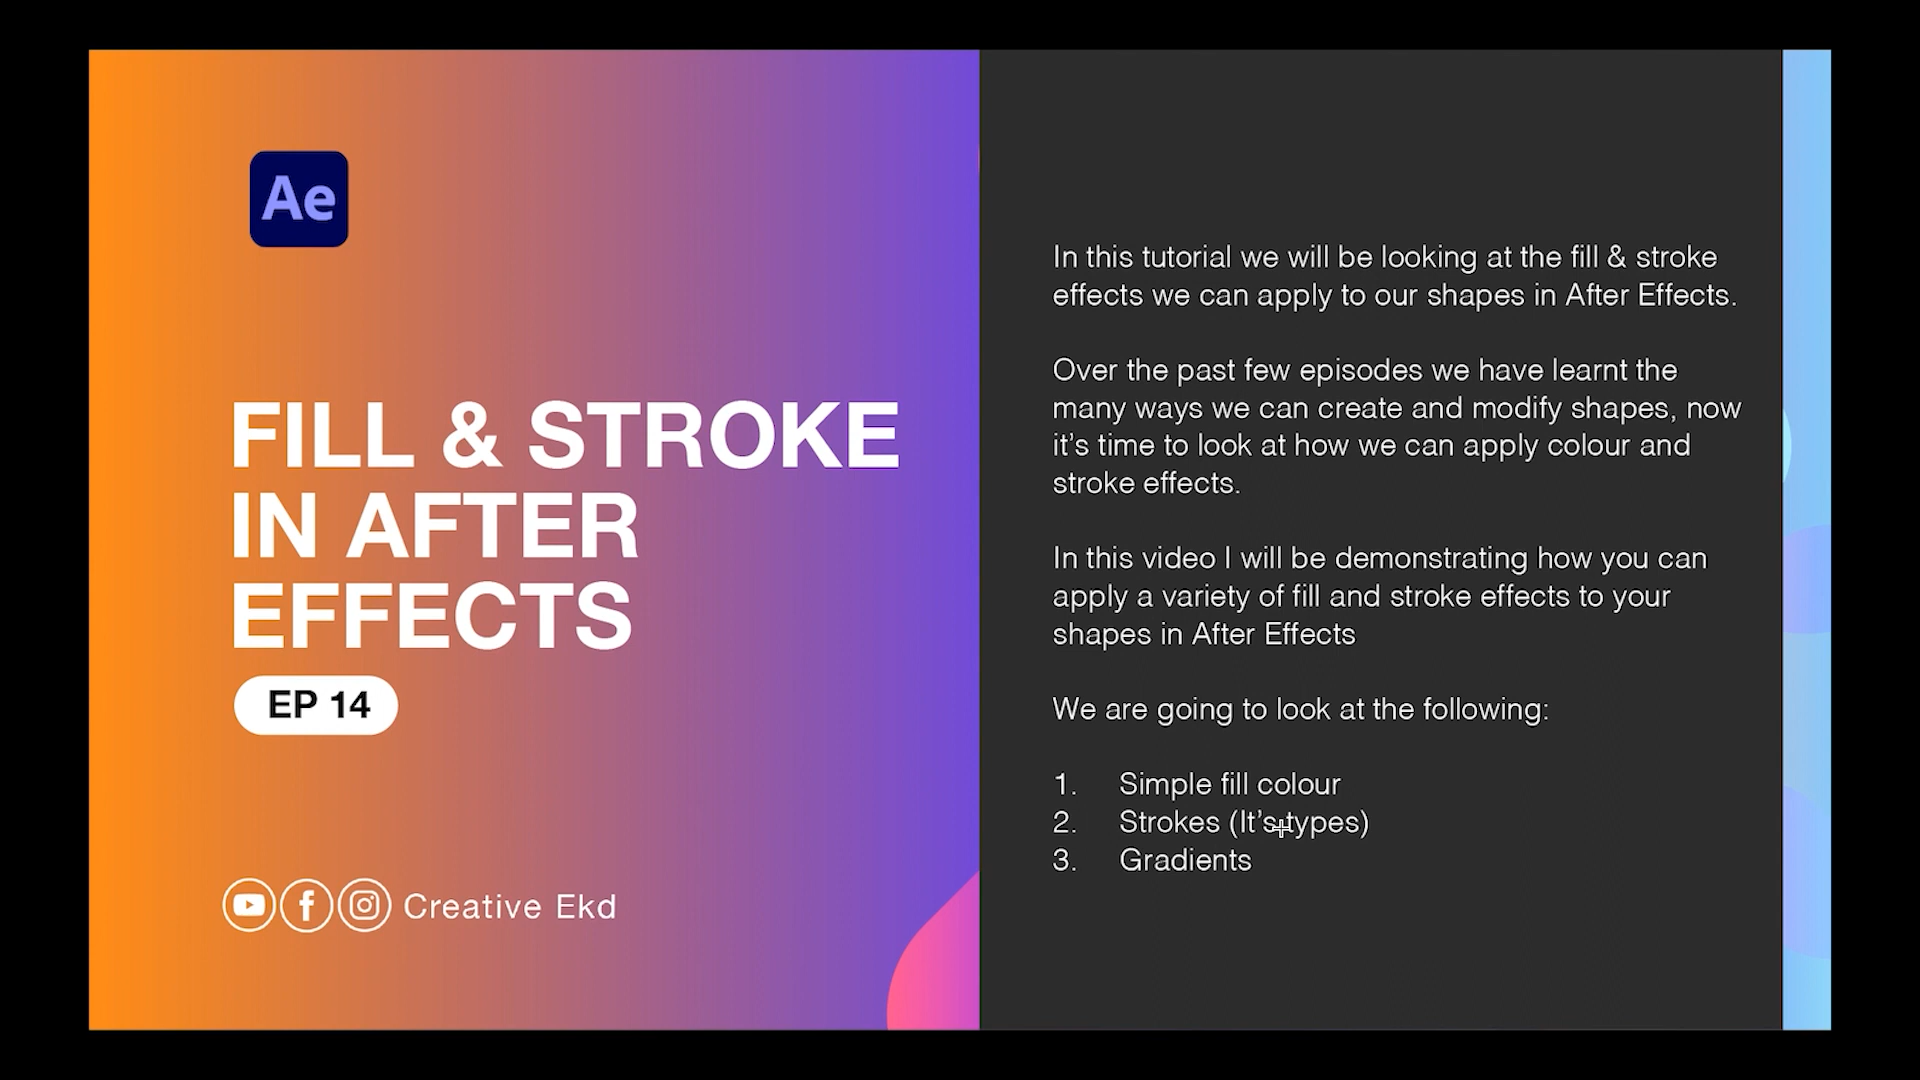 Ae
FILL & STROKE
IN AFTER
EFFECTS
EP 14
Creative Ekd
In this tutorial we will be looking at the fill & stroke
effects we can apply to our shapes in After Effects.
Over the past few episodes we have learnt the
many ways we can create and modify shapes, now
it’s time to look at how we can apply colour and
stroke effects.
In this video I will be demonstrating how you can
apply a variety of fill and stroke effects to your
shapes in After Effects
We are going to look at the following:
1. Simple fill colour
2. Strokes (It’s types)
3. Gradients